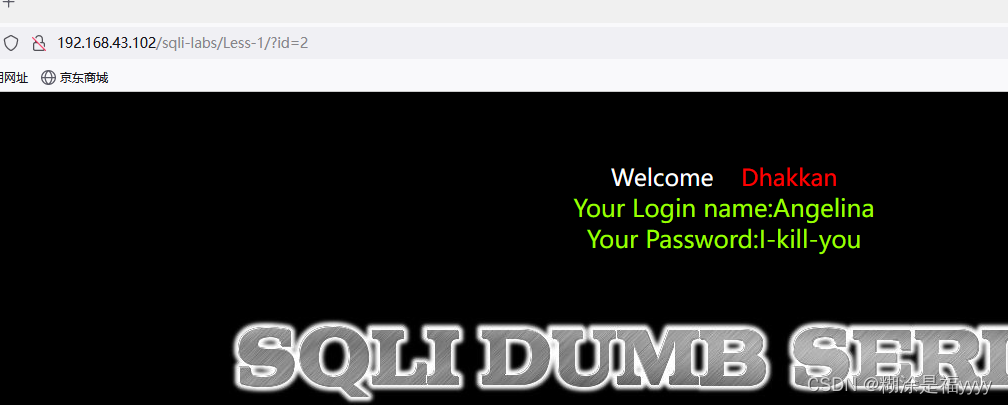 192.168.43.102/sqli-labs/Less-1/?id=2
用网址 京东商城
Welcome Dhakkan
Your Login name:Angelina
Your Password:I-kill-you
SQLI DUMB SERI
CSDN @糊涂是福yyyy